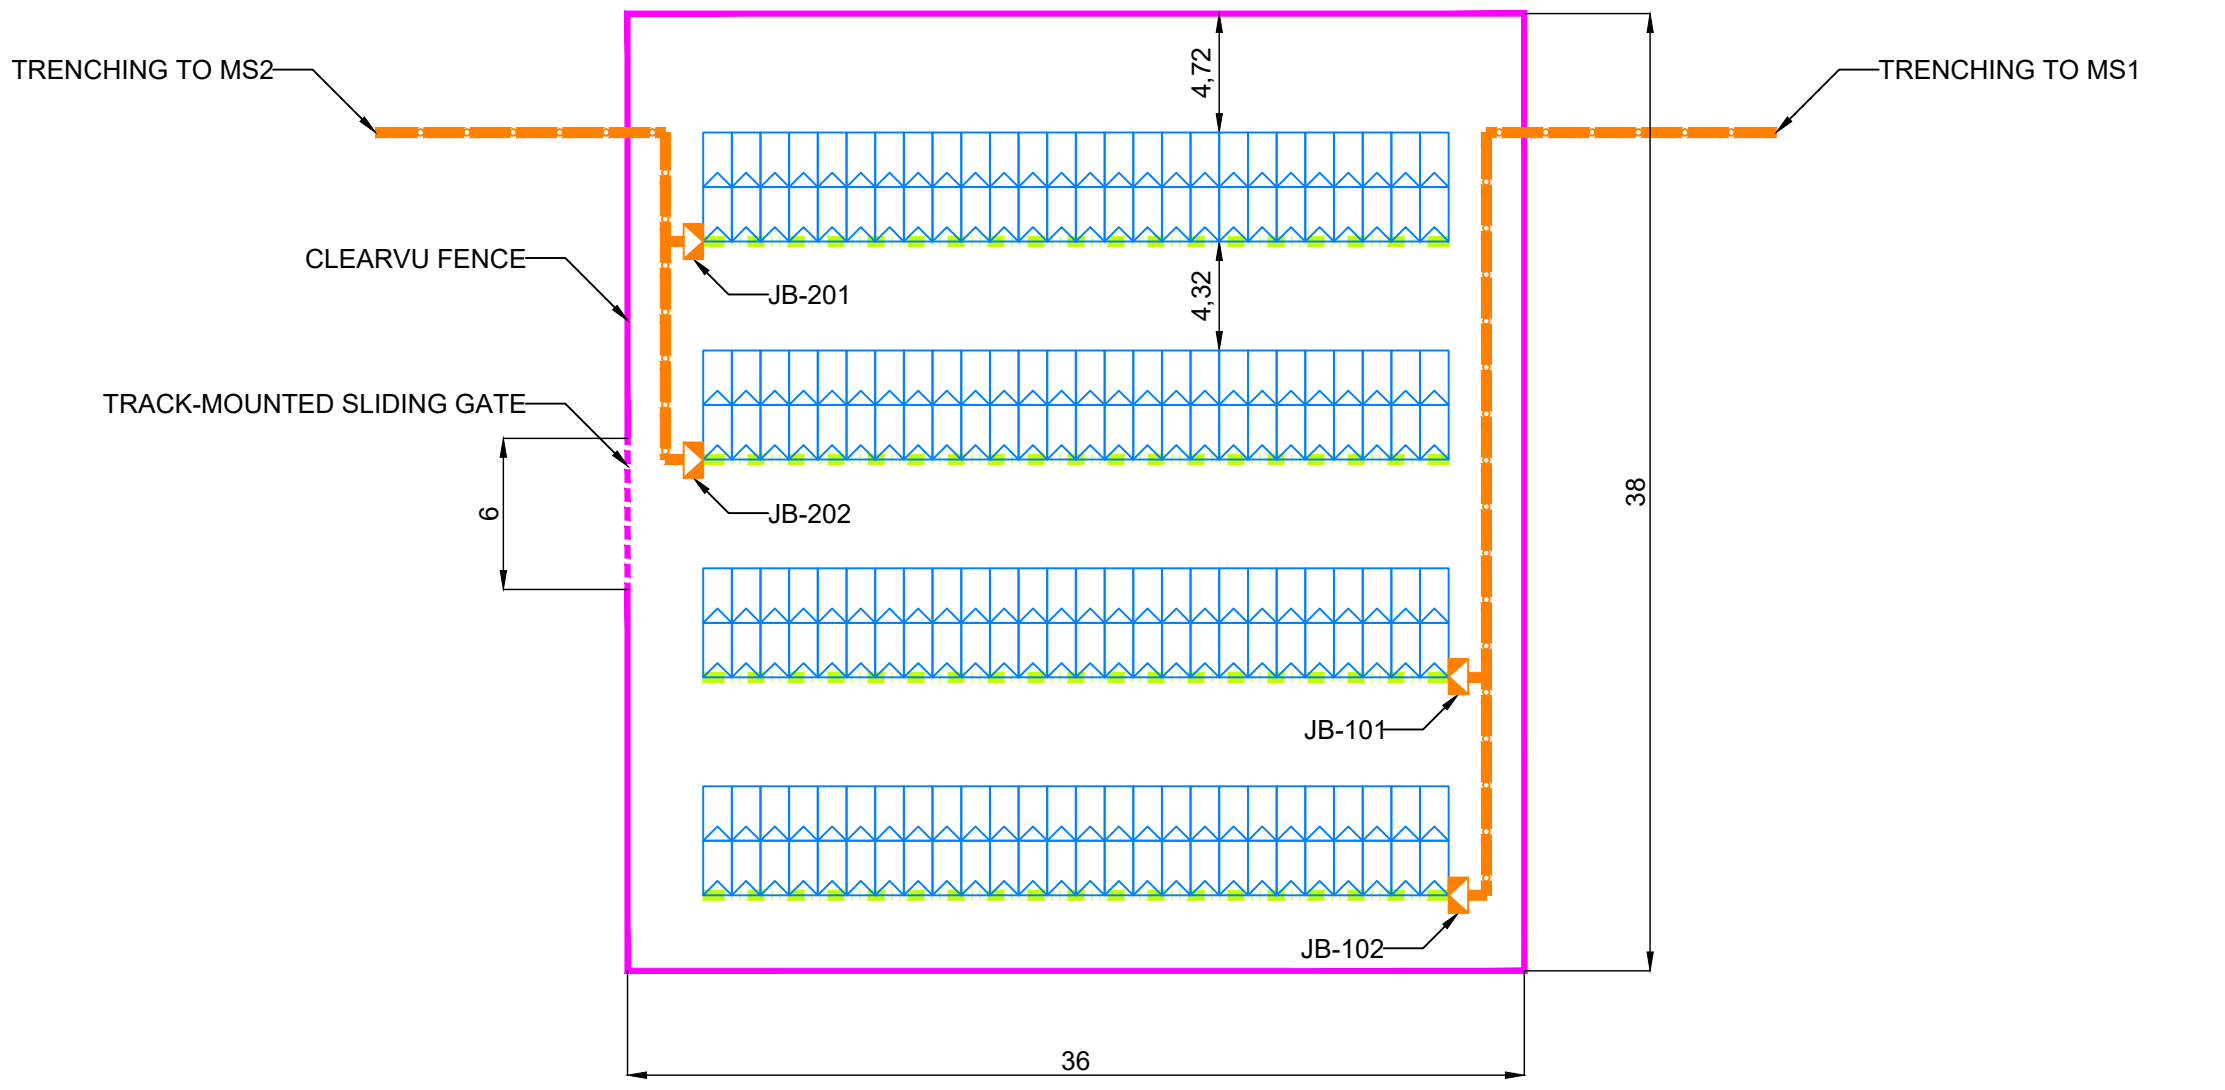 TRENCHING TO MS2
4,72
TRENCHING TO MS1
CLEARVU FENCE
JB-201
4,32
TRACK-MOUNTED SLIDING GATE
6
JB-202
38
JB-101
JB-102
36